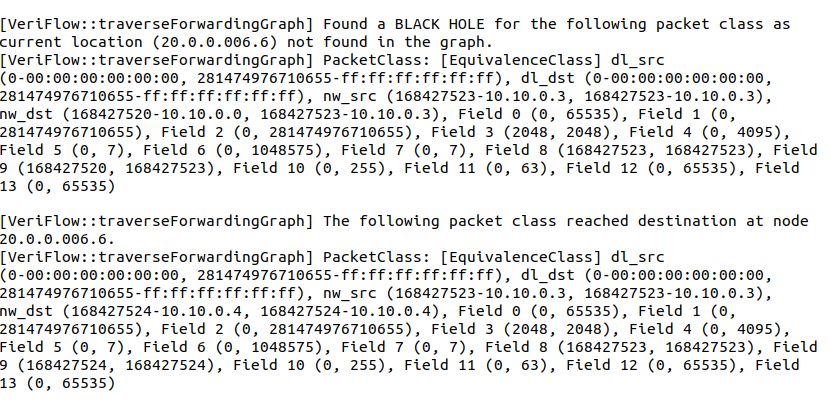 [VeriFlow::traverseForwardingGraph] Found a BLACK HOLE for the following packet class as
current location (20.0.0.006.6) not found in the graph.
[VeriFlow::traverseForwardingGraph] PacketClass: [EquivalenceClass] dl_src
(0-00:00:00:00:00:00, 281474976710655-ff:ff:ff:ff:ff:ff), dl_dst (0-00:00:00:00:00:00,
281474976710655-ff:ff:ff:ff:ff:ff), nw_src (168427523-10.10.0.3, 168427523-10.10.0.3),
nw_dst (168427520-10.10.0.0, 168427523-10.10.0.3), Field 0 (0, 65535), Field 1 (0,
281474976710655), Field 2 (0, 281474976710655), Field 3 (2048, 2048), Field 4 (0, 4095),
Field 5 (0, 7), Field 6 (0, 1048575), Field 7 (0, 7), Field 8 (168427523, 168427523), Field
9 (168427520, 168427523), Field 10 (0, 255), Field 11 (0, 63), Field 12 (0, 65535), Field
13 (0, 65535)
[VeriFlow::traverseForwardingGraph] The following packet class reached destination at node
20.0.0.006.6.
[VeriFlow::traverseForwardingGraph] PacketClass: [EquivalenceClass] dl_src
(0-00:00:00:00:00:00, 281474976710655-ff:ff:ff:ff:ff:ff), dl_dst (0-00:00:00:00:00:00,
281474976710655-ff:ff:ff:ff:ff:ff), nw_src (168427523-10.10.0.3, 168427523-10.10.0.3),
nw_dst (168427524-10.10.0.4, 168427524-10.10.0.4), Field 0 (0, 65535), Field 1 (0,
281474976710655), Field 2 (0, 281474976710655), Field 3 (2048, 2048), Field 4 (0, 4095),
Field 5 (0, 7), Field 6 (0, 1048575), Field 7 (0, 7), Field 8 (168427523, 168427523), Field
9 (168427524, 168427524), Field 10 (0, 255), Field 11 (0, 63), Field 12 (0, 65535), Field
13 (0, 65535)